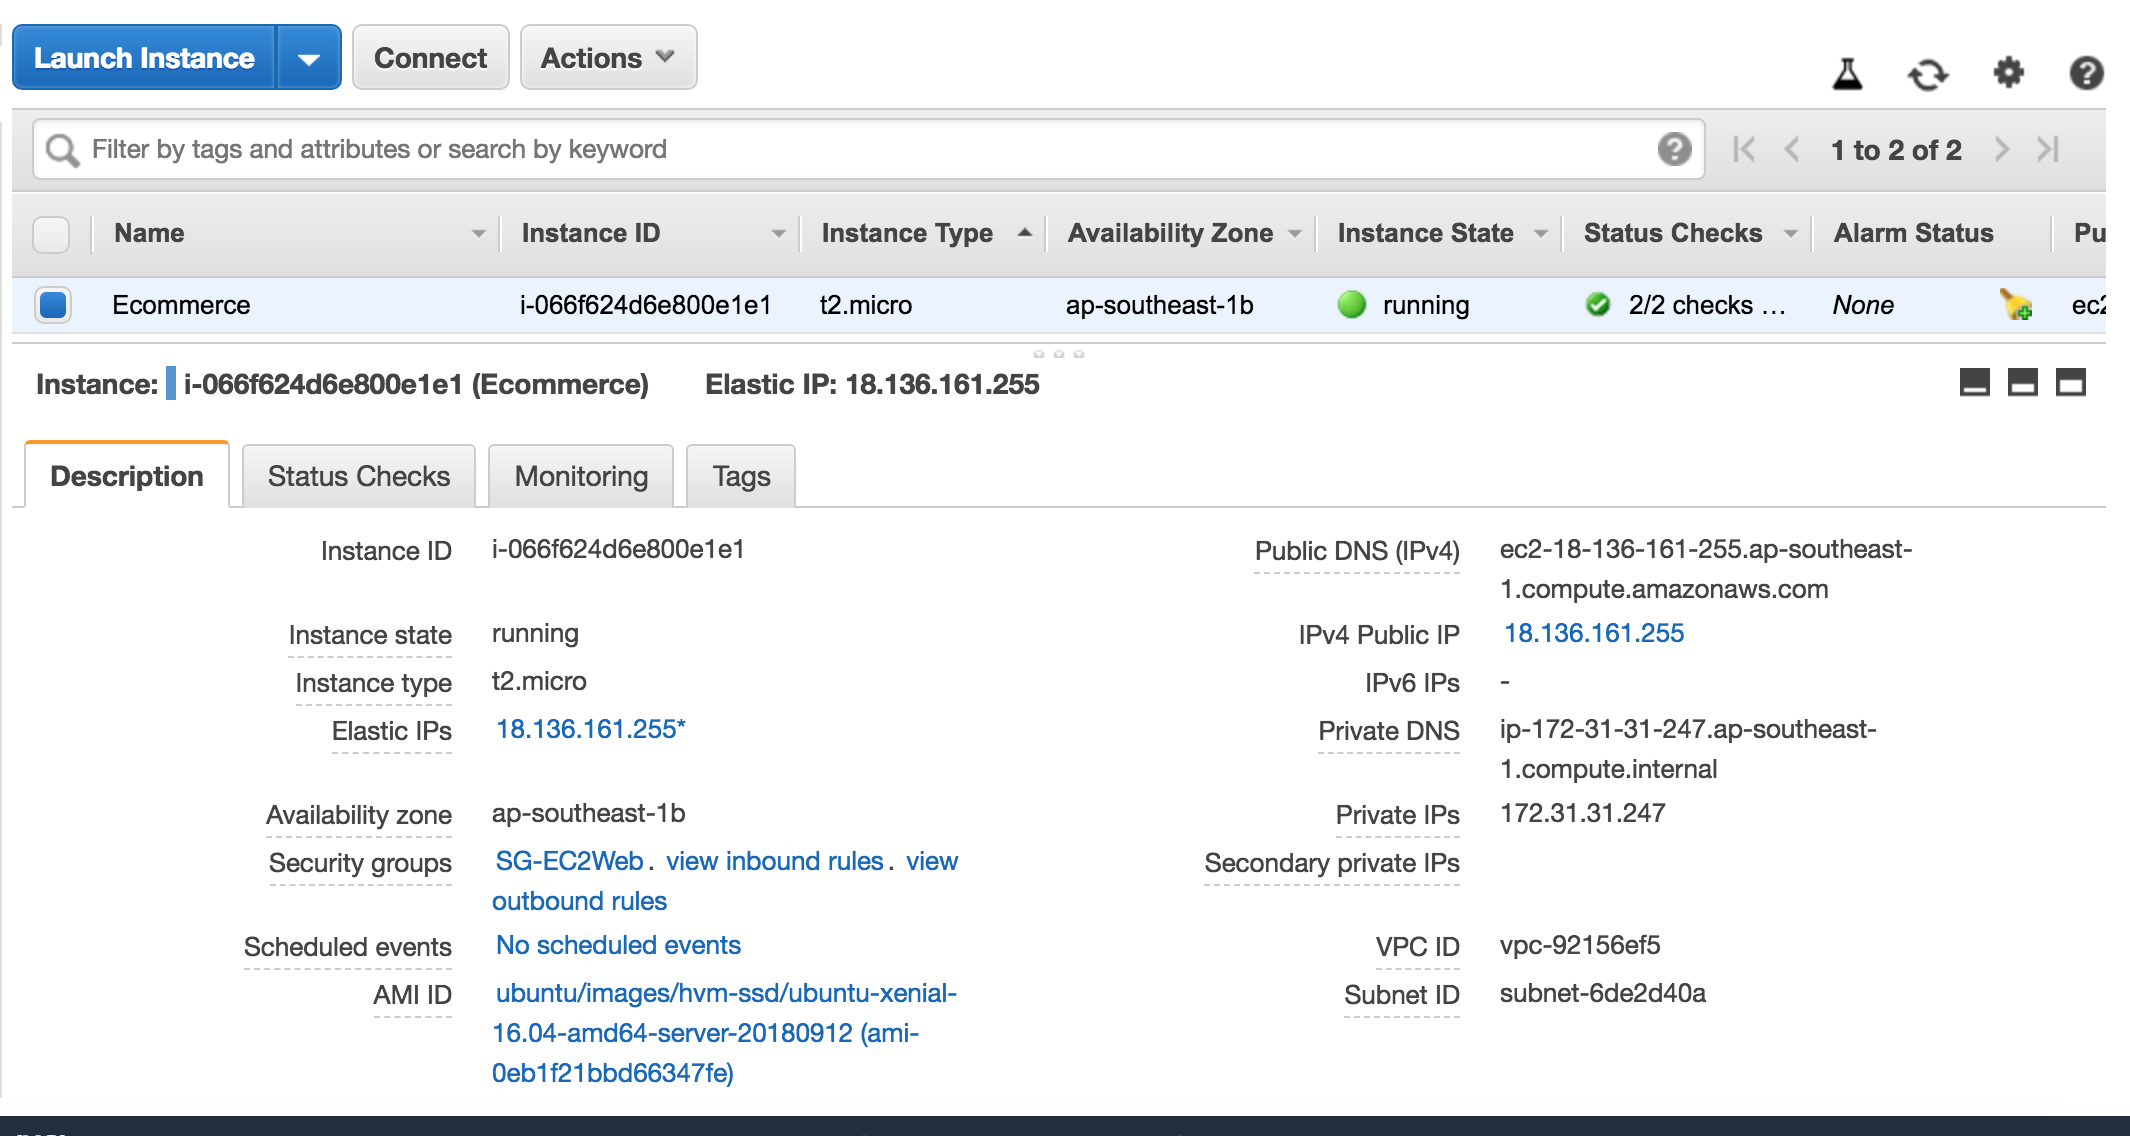 Launch Instance Connect Actions
Filter by tags and attributes or search by keyword 1 to 2 of 2
Name Instance ID Instance Type Availability Zone Instance State Status Checks Alarm Status Pu
Ecommerce i-066f624d6e800e1e1 t2.micro ap-southeast-1b running 2/2 checks ... None ec2
Instance: i-066f624d6e800e1e1 (Ecommerce) Elastic IP: 18.136.161.255
Description Status Checks Monitoring Tags
Instance ID i-066f624d6e800e1e1 Public DNS (IPv4) ec2-18-136-161-255.ap-southeast-
1.compute.amazonaws.com
Instance state running IPv4 Public IP 18.136.161.255
Instance type t2.micro IPv6 IPs -
Elastic IPs 18.136.161.255* Private DNS ip-172-31-31-247.ap-southeast-
1.compute.internal
Availability zone ap-southeast-1b Private IPs 172.31.31.247
Security groups SG-EC2Web. view inbound rules. view Secondary private IPs
outbound rules
Scheduled events No scheduled events VPC ID vpc-92156ef5
AMI ID ubuntu/images/hvm-ssd/ubuntu-xenial- Subnet ID subnet-6de2d40a
16.04-amd64-server-20180912 (ami-
0eb1f21bbd66347fe)